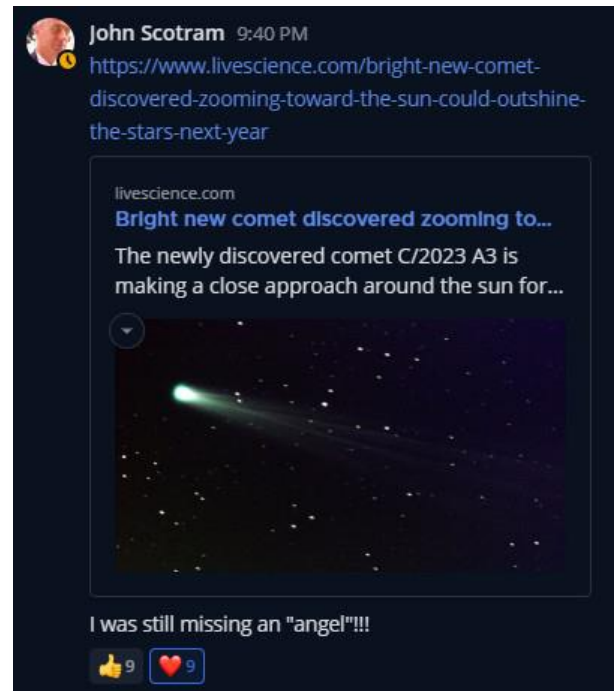 John Scotram 9:40 PM
https://www.livescience.com/bright-new-comet-
discovered-zooming-toward-the-sun-could-outshine-
the-stars-next-year
livescience.com
Bright new comet discovered zooming to...
The newly discovered comet C/2023 A3 is
making a close approach around the sun for...
I was still missing an "angel"!!!
👍 9 ❤️ 9